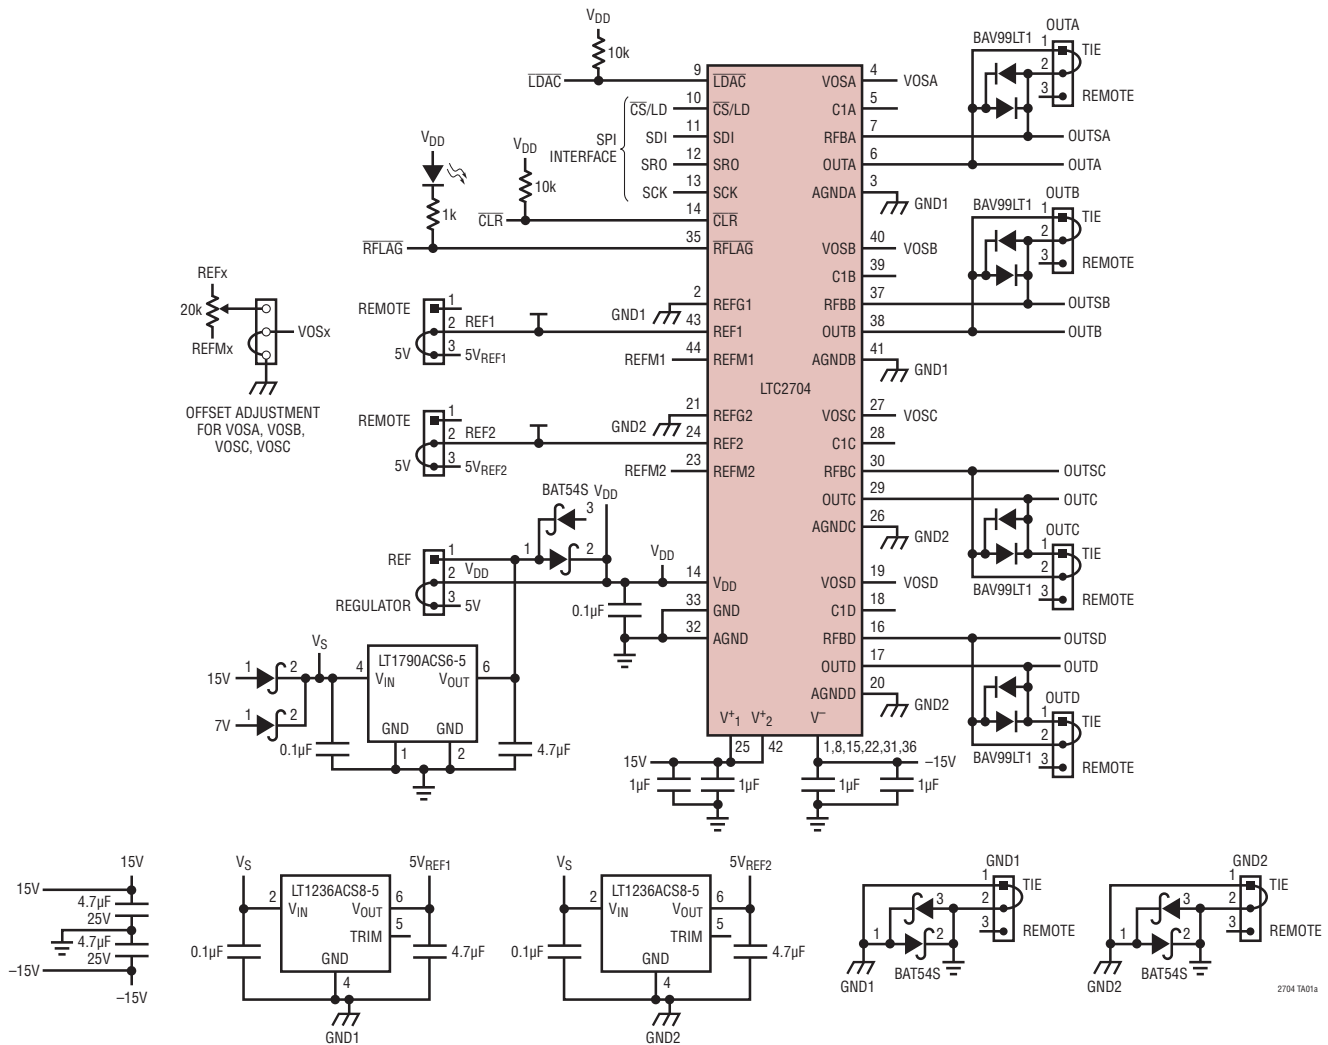 VDD
10k
LDAC
9
LDAC
10
CS/LD
CS/LD
11
SDI
SDI
12
SRO
SRO
13
SCK
SCK
SPI
INTERFACE
VDD
10k
14
CLR
CLR
VDD
1k
35
RFLAG
RFLAG
REFx
20k
REFMx
VOSx
OFFSET ADJUSTMENT
FOR VOSA, VOSB,
VOSC, VOSC
REMOTE
1
2
REF1
5V
3
5VREF1
GND1
2
REFG1
43
REF1
REFM1
44
REFM1
LTC2704
REMOTE
1
2
REF2
5V
3
5VREF2
GND2
21
REFG2
24
REF2
REFM2
23
REFM2
BAT54S
VDD
3
1
2
REF
1
2
VDD
REGULATOR
3
5V
VDD
14
VDD
0.1µF
33
GND
32
AGND
VS
15V
1
2
7V
1
2
4
LT1790ACS6-5
VIN
VOUT
6
GND
GND
1
2
0.1µF
4.7µF
V+1
V+2
V–
25
42
1,8,15,22,31,36
15V
–15V
1µF
1µF
1µF
1µF
VOSA
4
VOSA
C1A
5
RFBA
7
OUTSA
OUTA
6
OUTA
AGNDA
3
GND1
BAV99LT1
OUTA
1
TIE
2
3
REMOTE
VOSB
40
VOSB
C1B
39
RFBB
37
OUTSB
OUTB
38
OUTB
AGNDB
41
GND1
BAV99LT1
OUTB
1
TIE
2
3
REMOTE
VOSC
27
VOSC
C1C
28
RFBC
30
OUTSC
OUTC
29
OUTC
AGNDC
26
GND2
OUTC
1
TIE
2
BAV99LT1
3
REMOTE
VOSD
19
VOSD
C1D
18
RFBD
16
OUTSD
OUTD
17
OUTD
AGNDD
20
GND2
OUTD
1
TIE
2
BAV99LT1
3
REMOTE
15V
15V
4.7µF
25V
4.7µF
25V
–15V
–15V
VS
5VREF1
LT1236ACS8-5
2
VIN
VOUT
6
TRIM
5
GND
4
0.1µF
4.7µF
GND1
VS
5VREF2
LT1236ACS8-5
2
VIN
VOUT
6
TRIM
5
GND
4
0.1µF
4.7µF
GND2
GND1
1
TIE
2
3
3
REMOTE
1
2
BAT54S
GND1
GND2
1
TIE
2
3
3
REMOTE
1
2
BAT54S
GND2
2704 TA01a